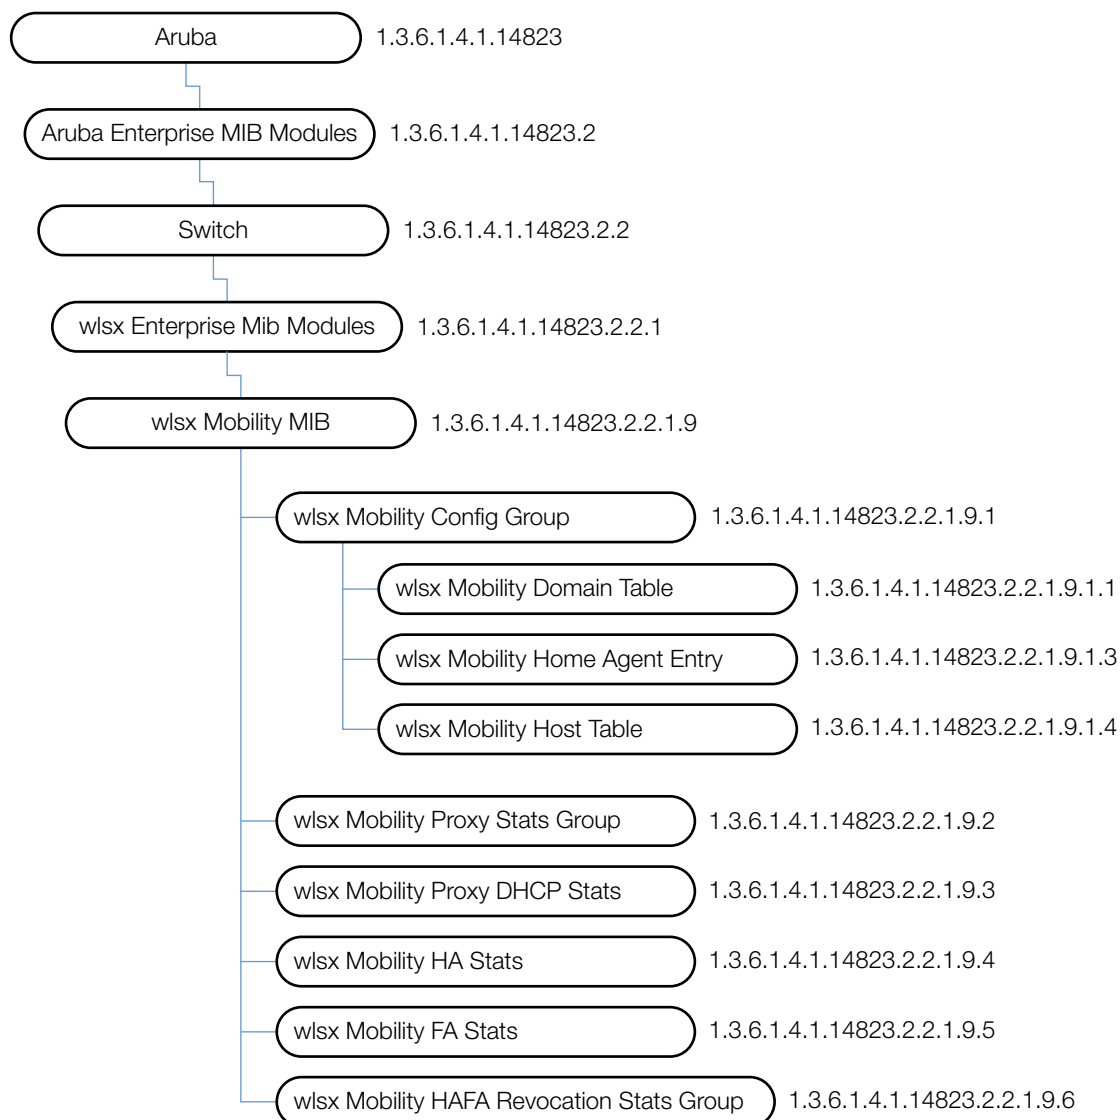 Aruba 1.3.6.1.4.1.14823
Aruba Enterprise MIB Modules 1.3.6.1.4.1.14823.2
Switch 1.3.6.1.4.1.14823.2.2
wlsx Enterprise Mib Modules 1.3.6.1.4.1.14823.2.2.1
wlsx Mobility MIB 1.3.6.1.4.1.14823.2.2.1.9
wlsx Mobility Config Group 1.3.6.1.4.1.14823.2.2.1.9.1
wlsx Mobility Domain Table 1.3.6.1.4.1.14823.2.2.1.9.1.1
wlsx Mobility Home Agent Entry 1.3.6.1.4.1.14823.2.2.1.9.1.3
wlsx Mobility Host Table 1.3.6.1.4.1.14823.2.2.1.9.1.4
wlsx Mobility Proxy Stats Group 1.3.6.1.4.1.14823.2.2.1.9.2
wlsx Mobility Proxy DHCP Stats 1.3.6.1.4.1.14823.2.2.1.9.3
wlsx Mobility HA Stats 1.3.6.1.4.1.14823.2.2.1.9.4
wlsx Mobility FA Stats 1.3.6.1.4.1.14823.2.2.1.9.5
wlsx Mobility HAFA Revocation Stats Group 1.3.6.1.4.1.14823.2.2.1.9.6